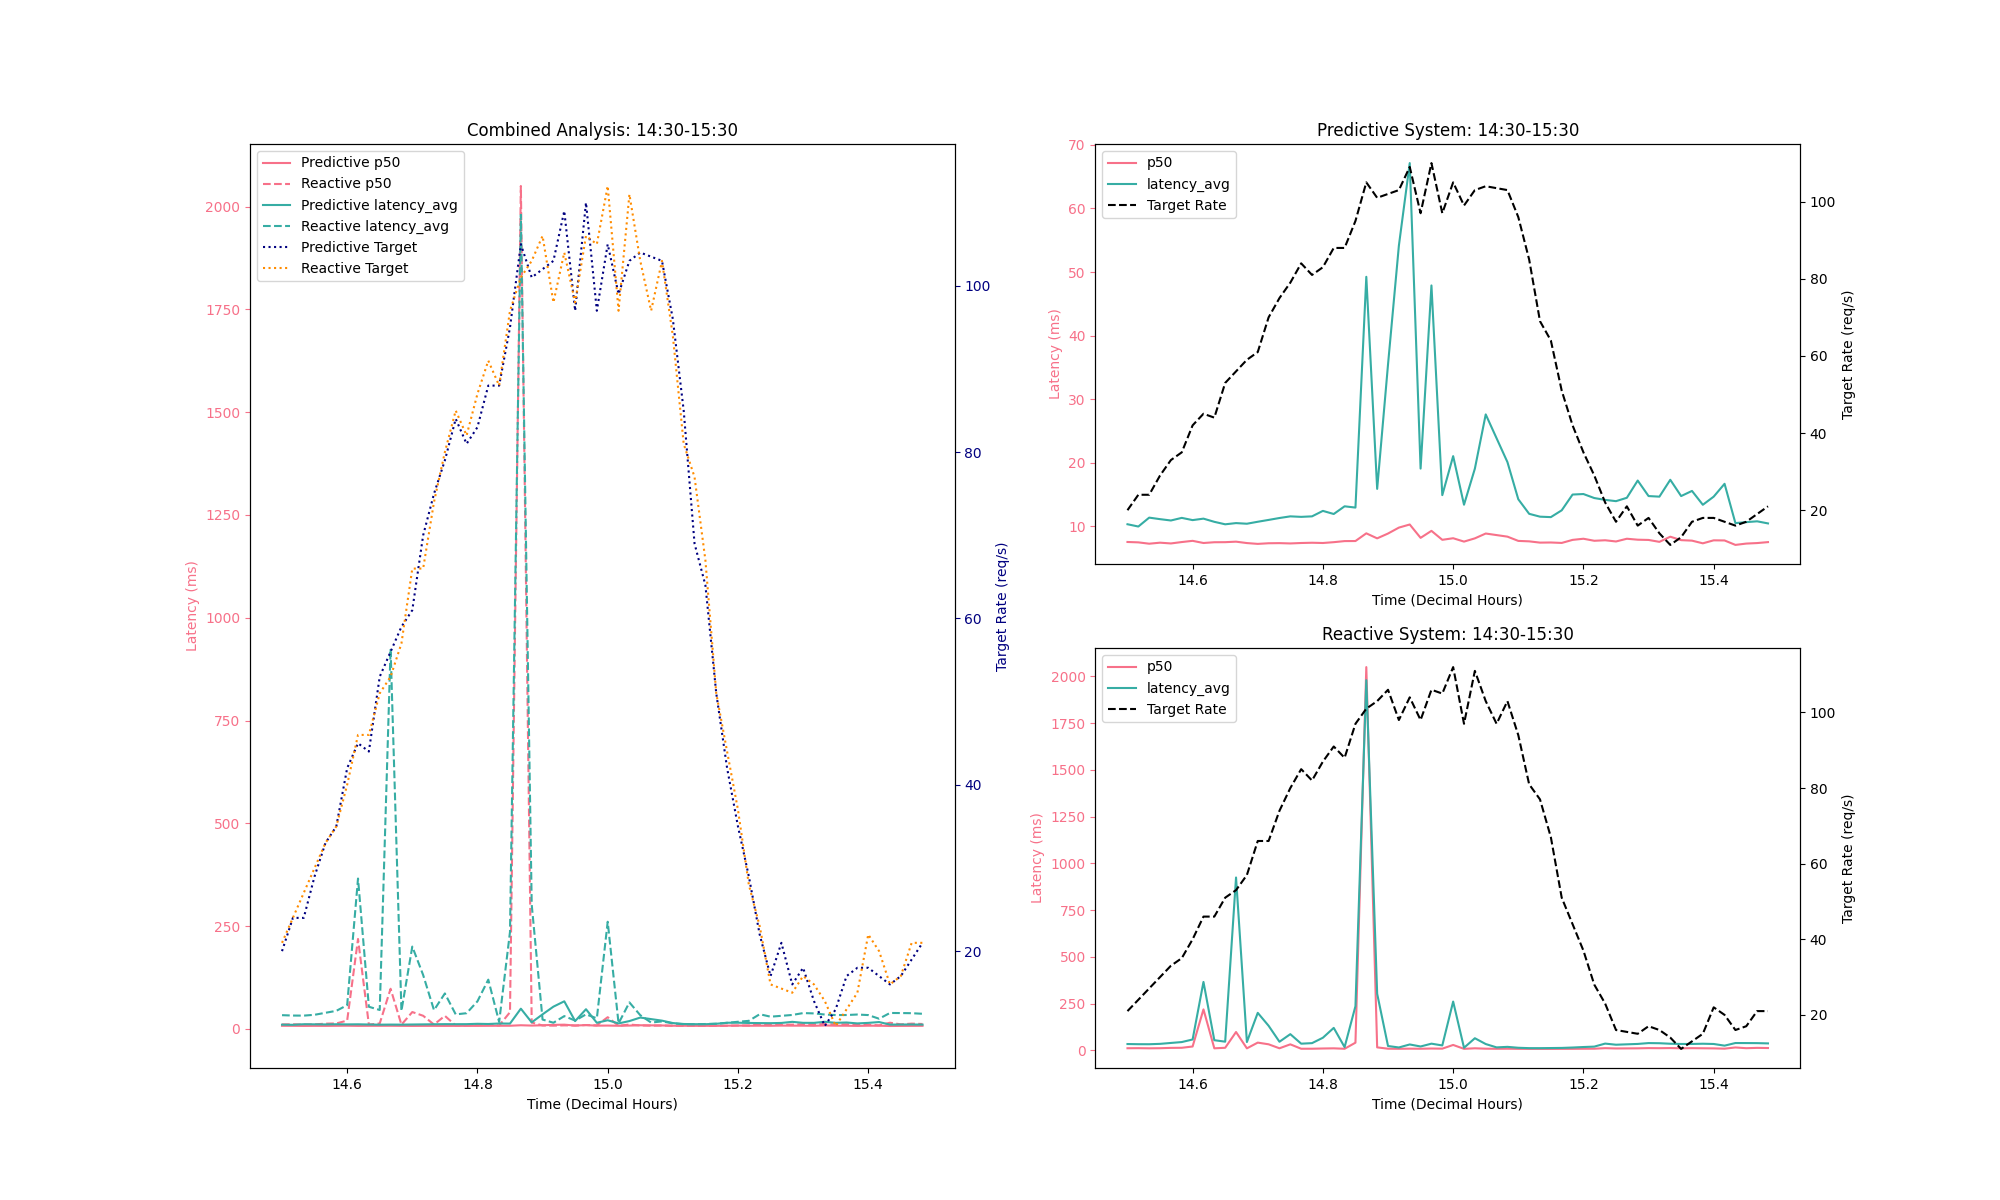 Combined Analysis: 14:30-15:30
Predictive p50
Reactive p50
Predictive latency_avg
Reactive latency_avg
Predictive Target
Reactive Target
Latency (ms)
2000
1750
1500
1250
1000
750
500
250
0
100
80
60
40
20
Target Rate (req/s)
14.6 14.8 15.0 15.2 15.4
Time (Decimal Hours)
Predictive System: 14:30-15:30
p50
latency_avg
Target Rate
Latency (ms)
70
60
50
40
30
20
10
100
80
60
40
20
Target Rate (req/s)
14.6 14.8 15.0 15.2 15.4
Time (Decimal Hours)
Reactive System: 14:30-15:30
p50
latency_avg
Target Rate
Latency (ms)
2000
1750
1500
1250
1000
750
500
250
0
100
80
60
40
20
Target Rate (req/s)
14.6 14.8 15.0 15.2 15.4
Time (Decimal Hours)